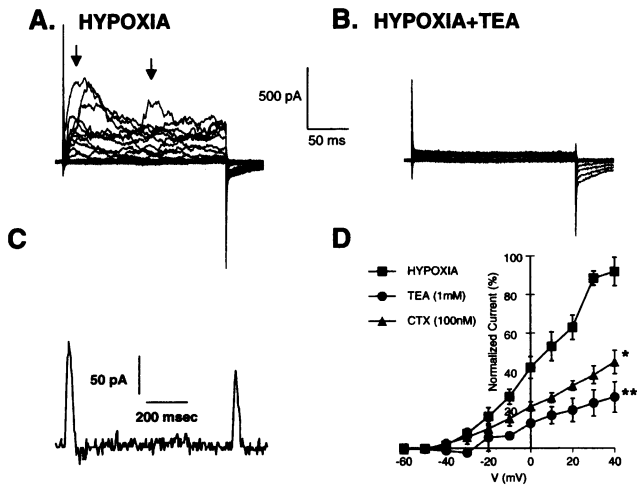 A. HYPOXIA
B. HYPOXIA+TEA
500 pA
50 ms
C
50 pA
200 msec
D
HYPOXIA
TEA (1mM)
CTX (100nM)
Normalized Current (%)
100
80
60
40
20
*
**
-60
-40
-20
0
20
40
V (mV)